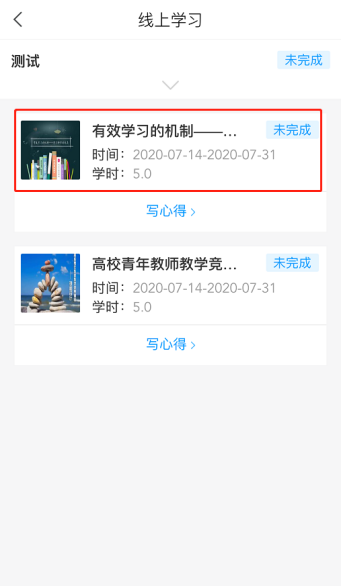 线上学习
测试
未完成
有效学习的机制——...
未完成
时间：2020-07-14-2020-07-31
学时：5.0
写心得 >
高校青年教师教学竞...
未完成
时间：2020-07-14-2020-07-31
学时：5.0
写心得 >